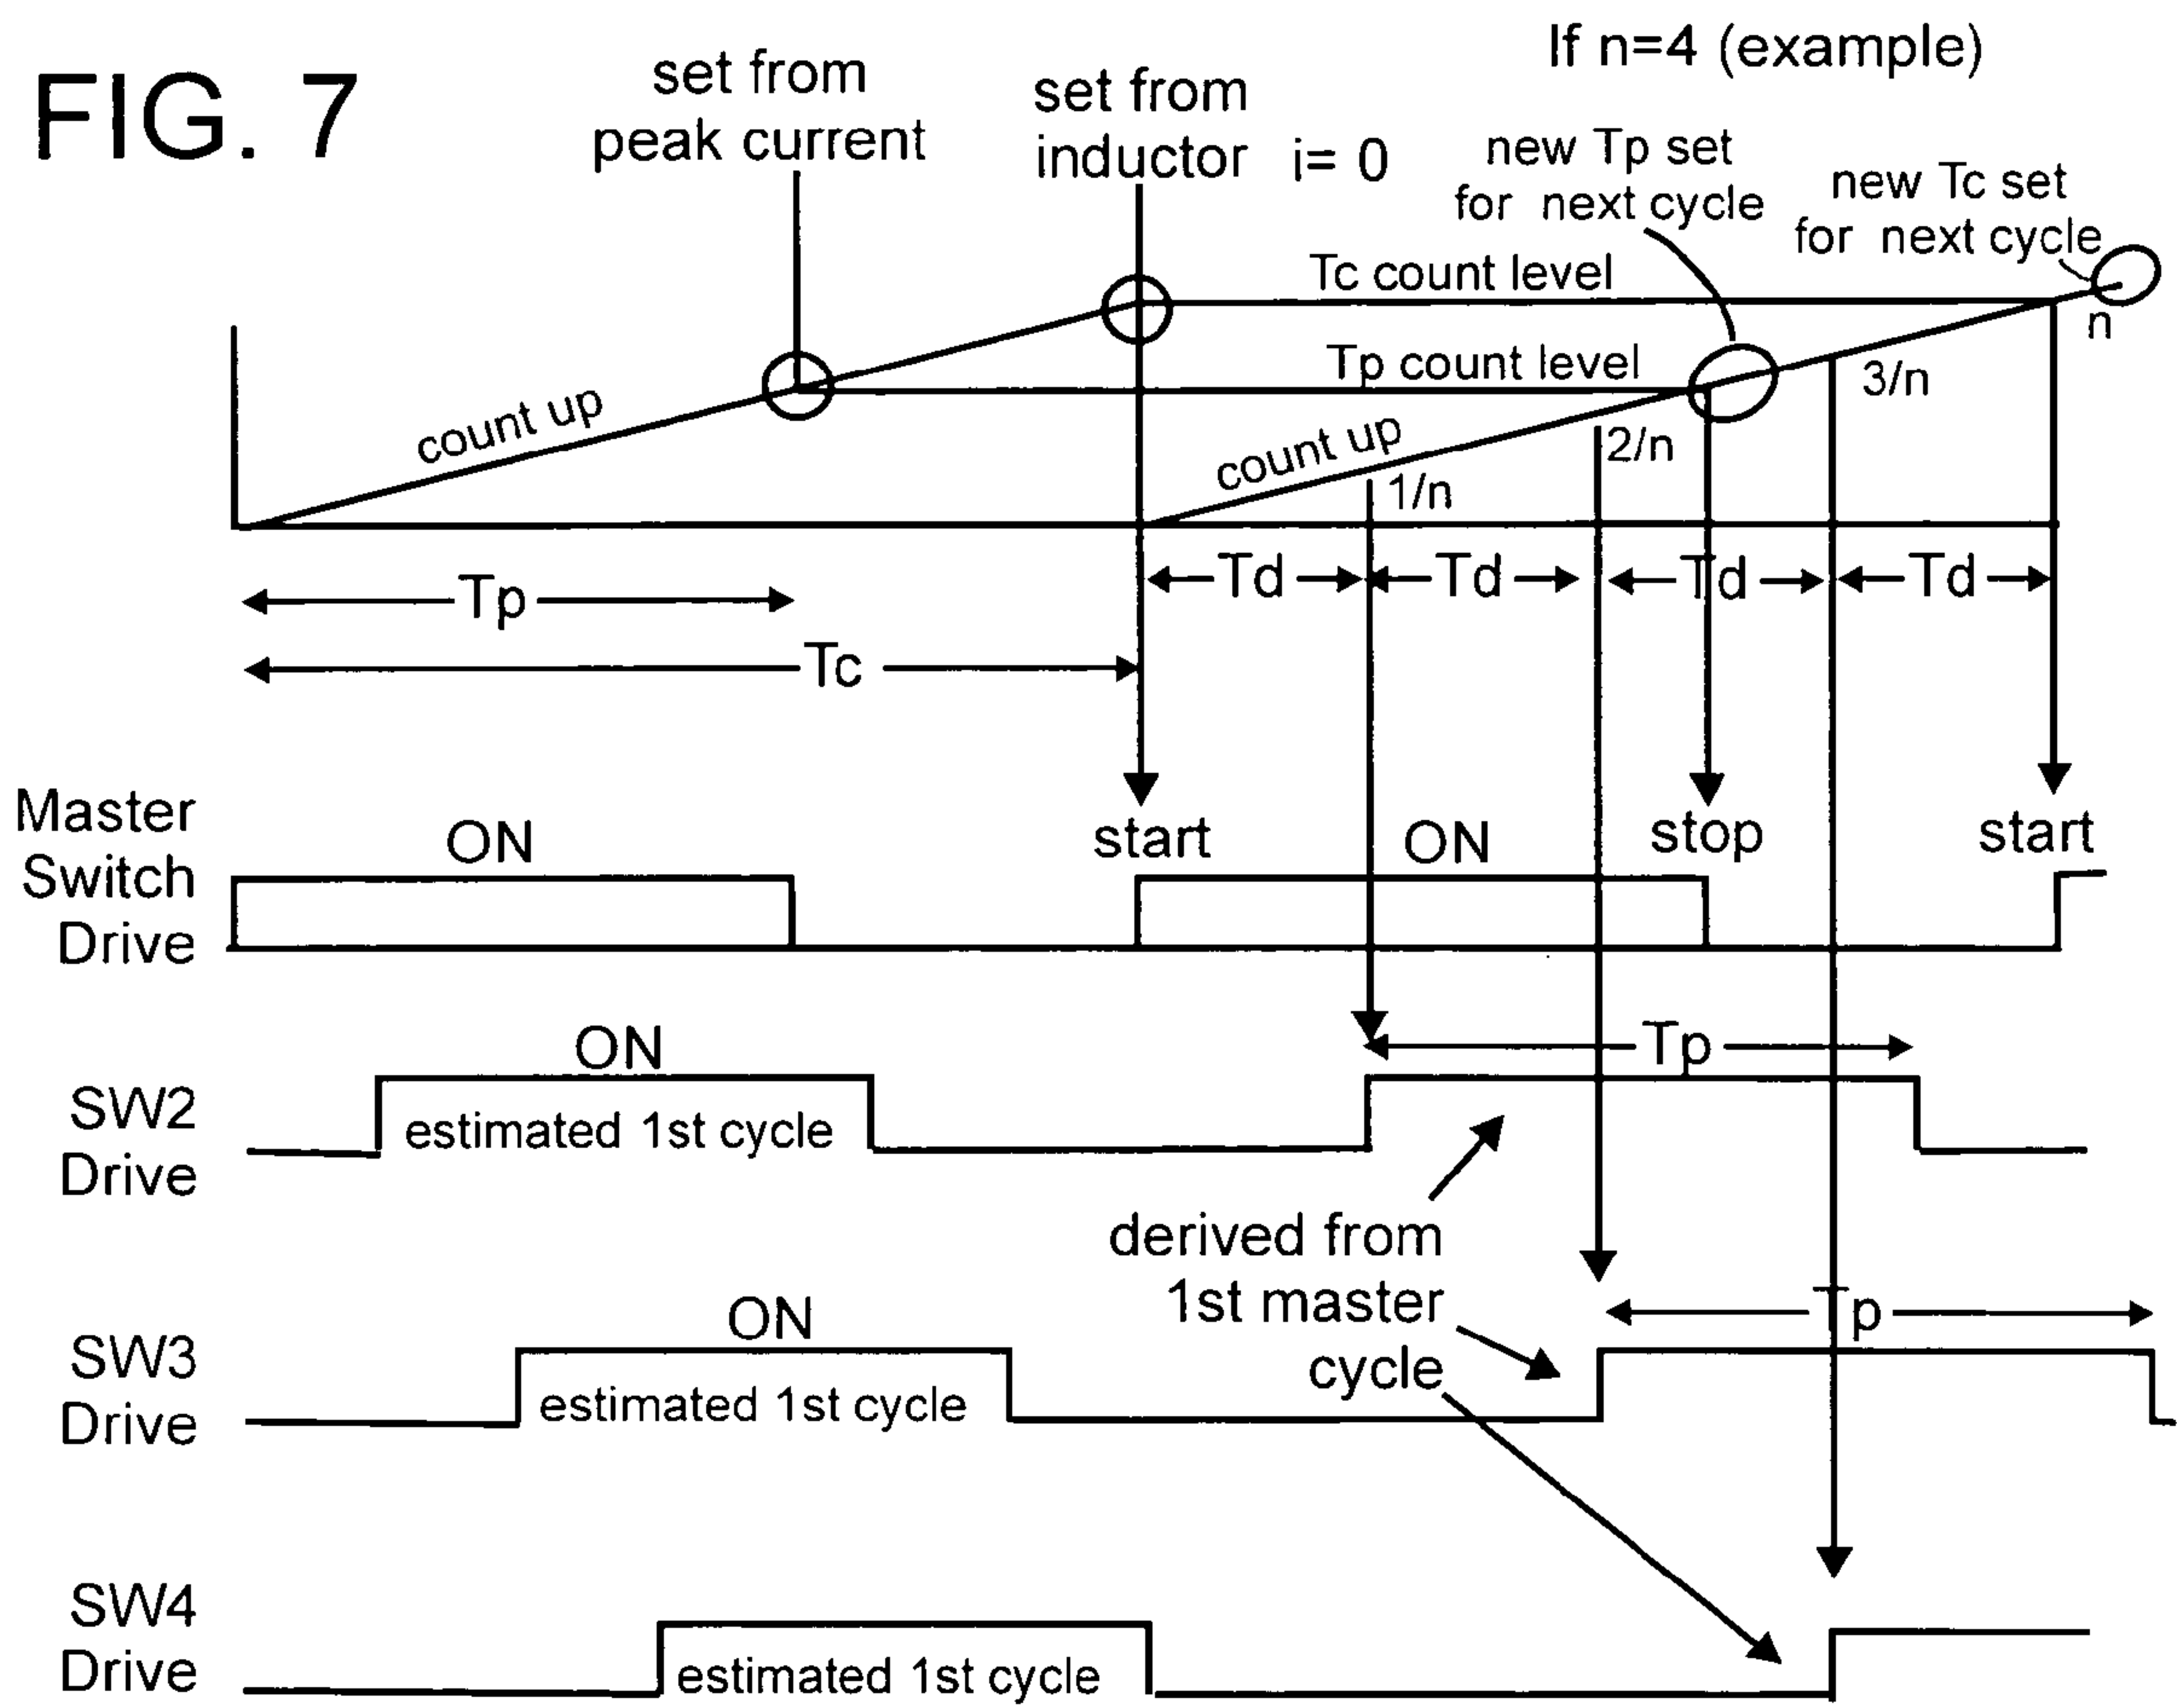 FIG. 7
If n=4 (example)
set from
peak current
set from
inductor i= 0
new Tp set
for next cycle
new Tc set
for next cycle
Tc count level
n
Tp count level
3/n
count up
count up
2/n
1/n
Td
Td
Td
Td
Tp
Tc
Master
Switch
Drive
ON
start
ON
stop
start
SW2
Drive
ON
estimated 1st cycle
Tp
derived from
1st master
cycle
SW3
Drive
ON
estimated 1st cycle
Tp
SW4
Drive
estimated 1st cycle